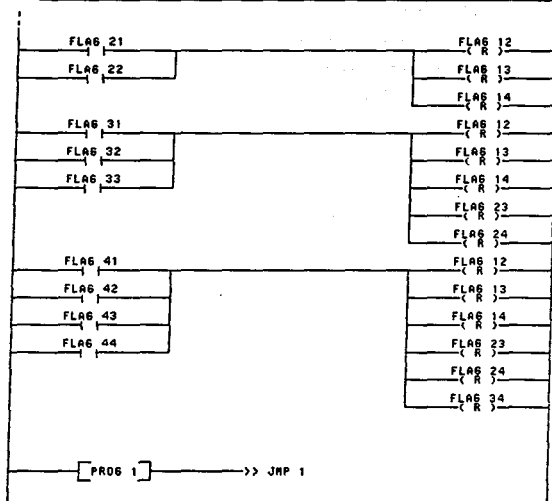 FLAG 21 FLAG 12
( R )
FLAG 22 FLAG 13
( R )
FLAG 14
( R )
FLAG 31 FLAG 12
( R )
FLAG 32 FLAG 13
( R )
FLAG 33 FLAG 14
( R )
FLAG 23
( R )
FLAG 24
( R )
FLAG 41 FLAG 12
( R )
FLAG 42 FLAG 13
( R )
FLAG 43 FLAG 14
( R )
FLAG 44 FLAG 23
( R )
FLAG 24
( R )
FLAG 34
( R )
[PROG 1] >> JMP 1